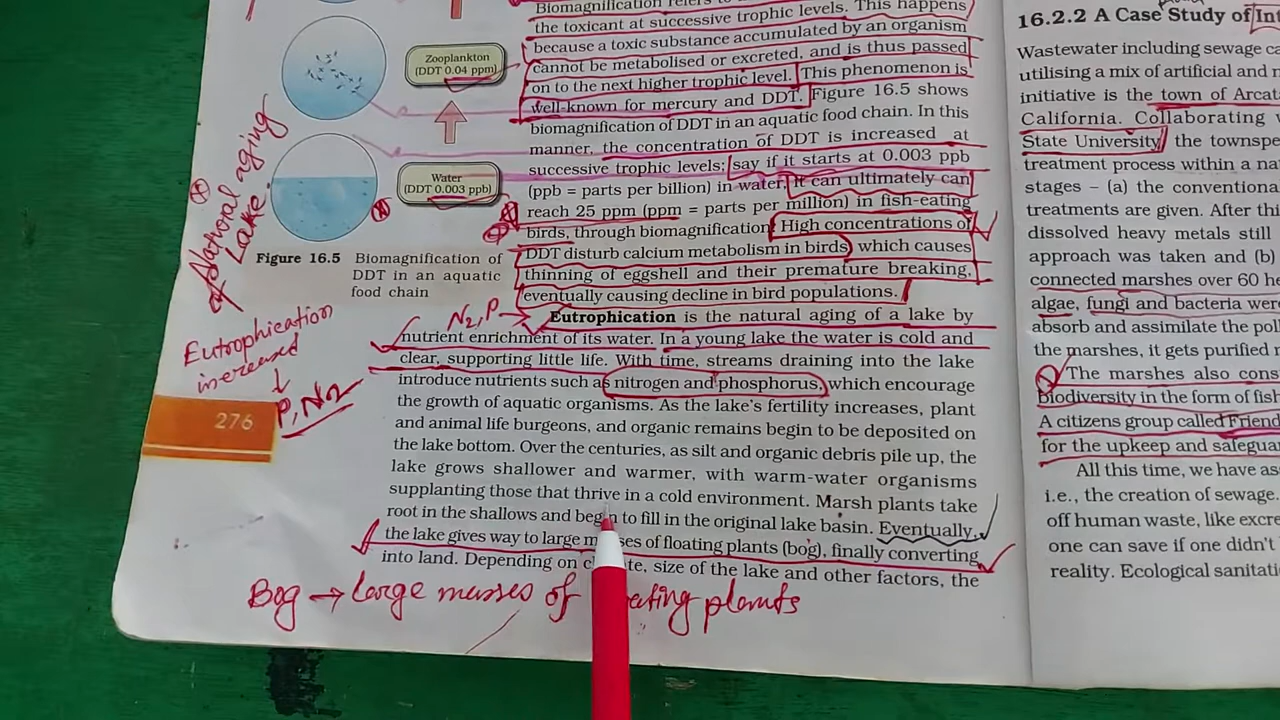 Biomagnification refers to
the toxicant at successive trophic levels. This happens
because a toxic substance accumulated by an organism
cannot be metabolised or excreted, and is thus passed
on to the next higher trophic level. This phenomenon is
well-known for mercury and DDT. Figure 16.5 shows
biomagnification of DDT in an aquatic food chain. In this
manner, the concentration of DDT is increased at
successive trophic levels; say if it starts at 0.003 ppb
(ppb = parts per billion) in water, it can ultimately can
reach 25 ppm (ppm = parts per million) in fish-eating
birds, through biomagnification. High concentrations of
DDT disturb calcium metabolism in birds, which causes
thinning of eggshell and their premature breaking,
eventually causing decline in bird populations.
Zooplankton
(DDT 0.04 ppm)
Water
(DDT 0.003 ppb)
Figure 16.5 Biomagnification of
DDT in an aquatic
food chain
Natural aging
of Lake
N2, P
Eutrophication is the natural aging of a lake by
nutrient enrichment of its water. In a young lake the water is cold and
clear, supporting little life. With time, streams draining into the lake
introduce nutrients such as nitrogen and phosphorus, which encourage
the growth of aquatic organisms. As the lake's fertility increases, plant
and animal life burgeons, and organic remains begin to be deposited on
the lake bottom. Over the centuries, as silt and organic debris pile up, the
lake grows shallower and warmer, with warm-water organisms
supplanting those that thrive in a cold environment. Marsh plants take
root in the shallows and begin to fill in the original lake basin. Eventually,
the lake gives way to large of floating plants (bog), finally converting
into land. Depending on size of the lake and other factors, the
Eutrophication
increased
P, N2
276
Bog → Large masses of plants
16.2.2 A Case Study of
Wastewater including sewage
utilising a mix of artificial and
initiative is the town of Arcata
California. Collaborating
State University, the
treatment process within a
stages – (a) the conventional
treatments are given. After
dissolved heavy metals still
approach was taken and (b)
connected marshes over 60
algae, fungi and bacteria were
absorb and assimilate the
the marshes, it gets purified
The marshes also
biodiversity in the form of
A citizens group called Friends
for the upkeep and
All this time, we have
i.e., the creation of sewage.
of human waste, like
one can save if one didn't
reality. Ecological